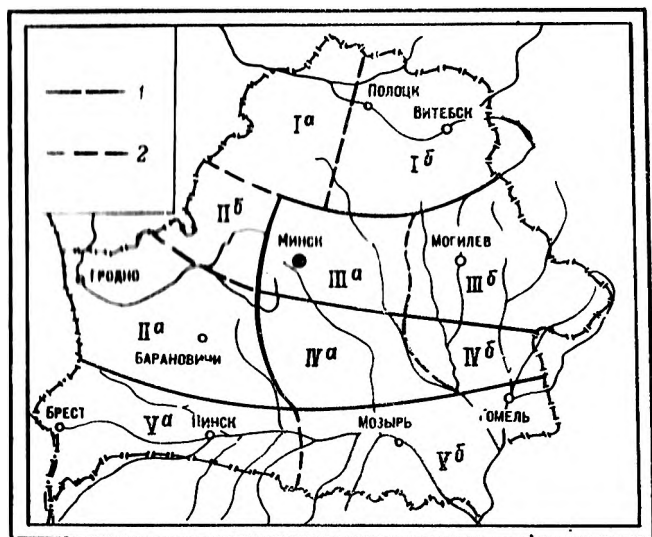 1
2
ПОЛОЦК
ВИТЕБСК
Iа
Iб
IIб
МИНСК
МОГИЛЕВ
ГРОДНО
IIIа
IIIб
IIа
БАРАНОВИЧИ
IVа
IVб
БРЕСТ
Vа
ПИНСК
МОЗЫРЬ
ГОМЕЛЬ
Vб